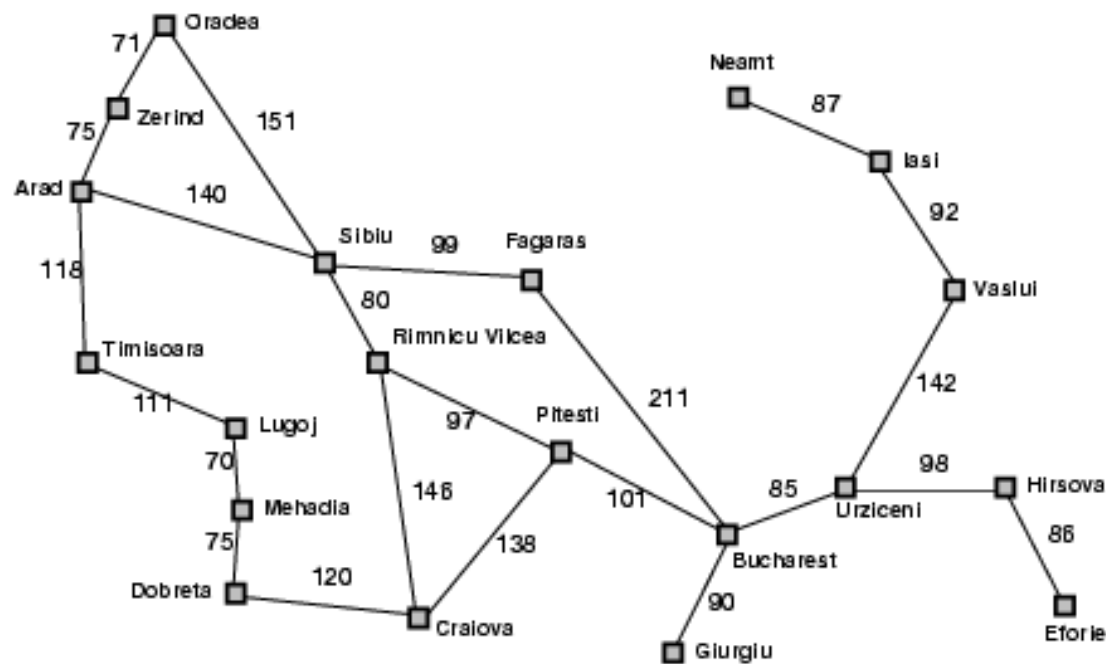 Oradea
71
Neamt
87
Zerind
151
75
Iasi
Arad
140
92
Sibiu
99
Fagaras
118
80
Vaslui
Timisoara
Rimnicu Vilcea
142
111
211
Lugoj
97
Pitesti
70
98
146
101
85
Hirsova
Mehadia
Urziceni
86
75
138
Bucharest
120
Dobreta
90
Craiova
Eforie
Giurgiu